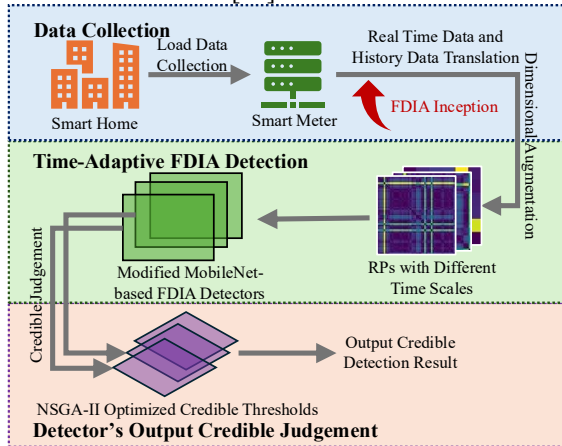 Data Collection
Load Data
Collection
Real Time Data and
History Data Translation
Smart Home
Smart Meter
FDIA Inception
Dimensional Augmentation
Time-Adaptive FDIA Detection
Modified MobileNet-
based FDIA Detectors
RPs with Different
Time Scales
Credible Judgement
Output Credible
Detection Result
NSGA-II Optimized Credible Thresholds
Detector's Output Credible Judgement